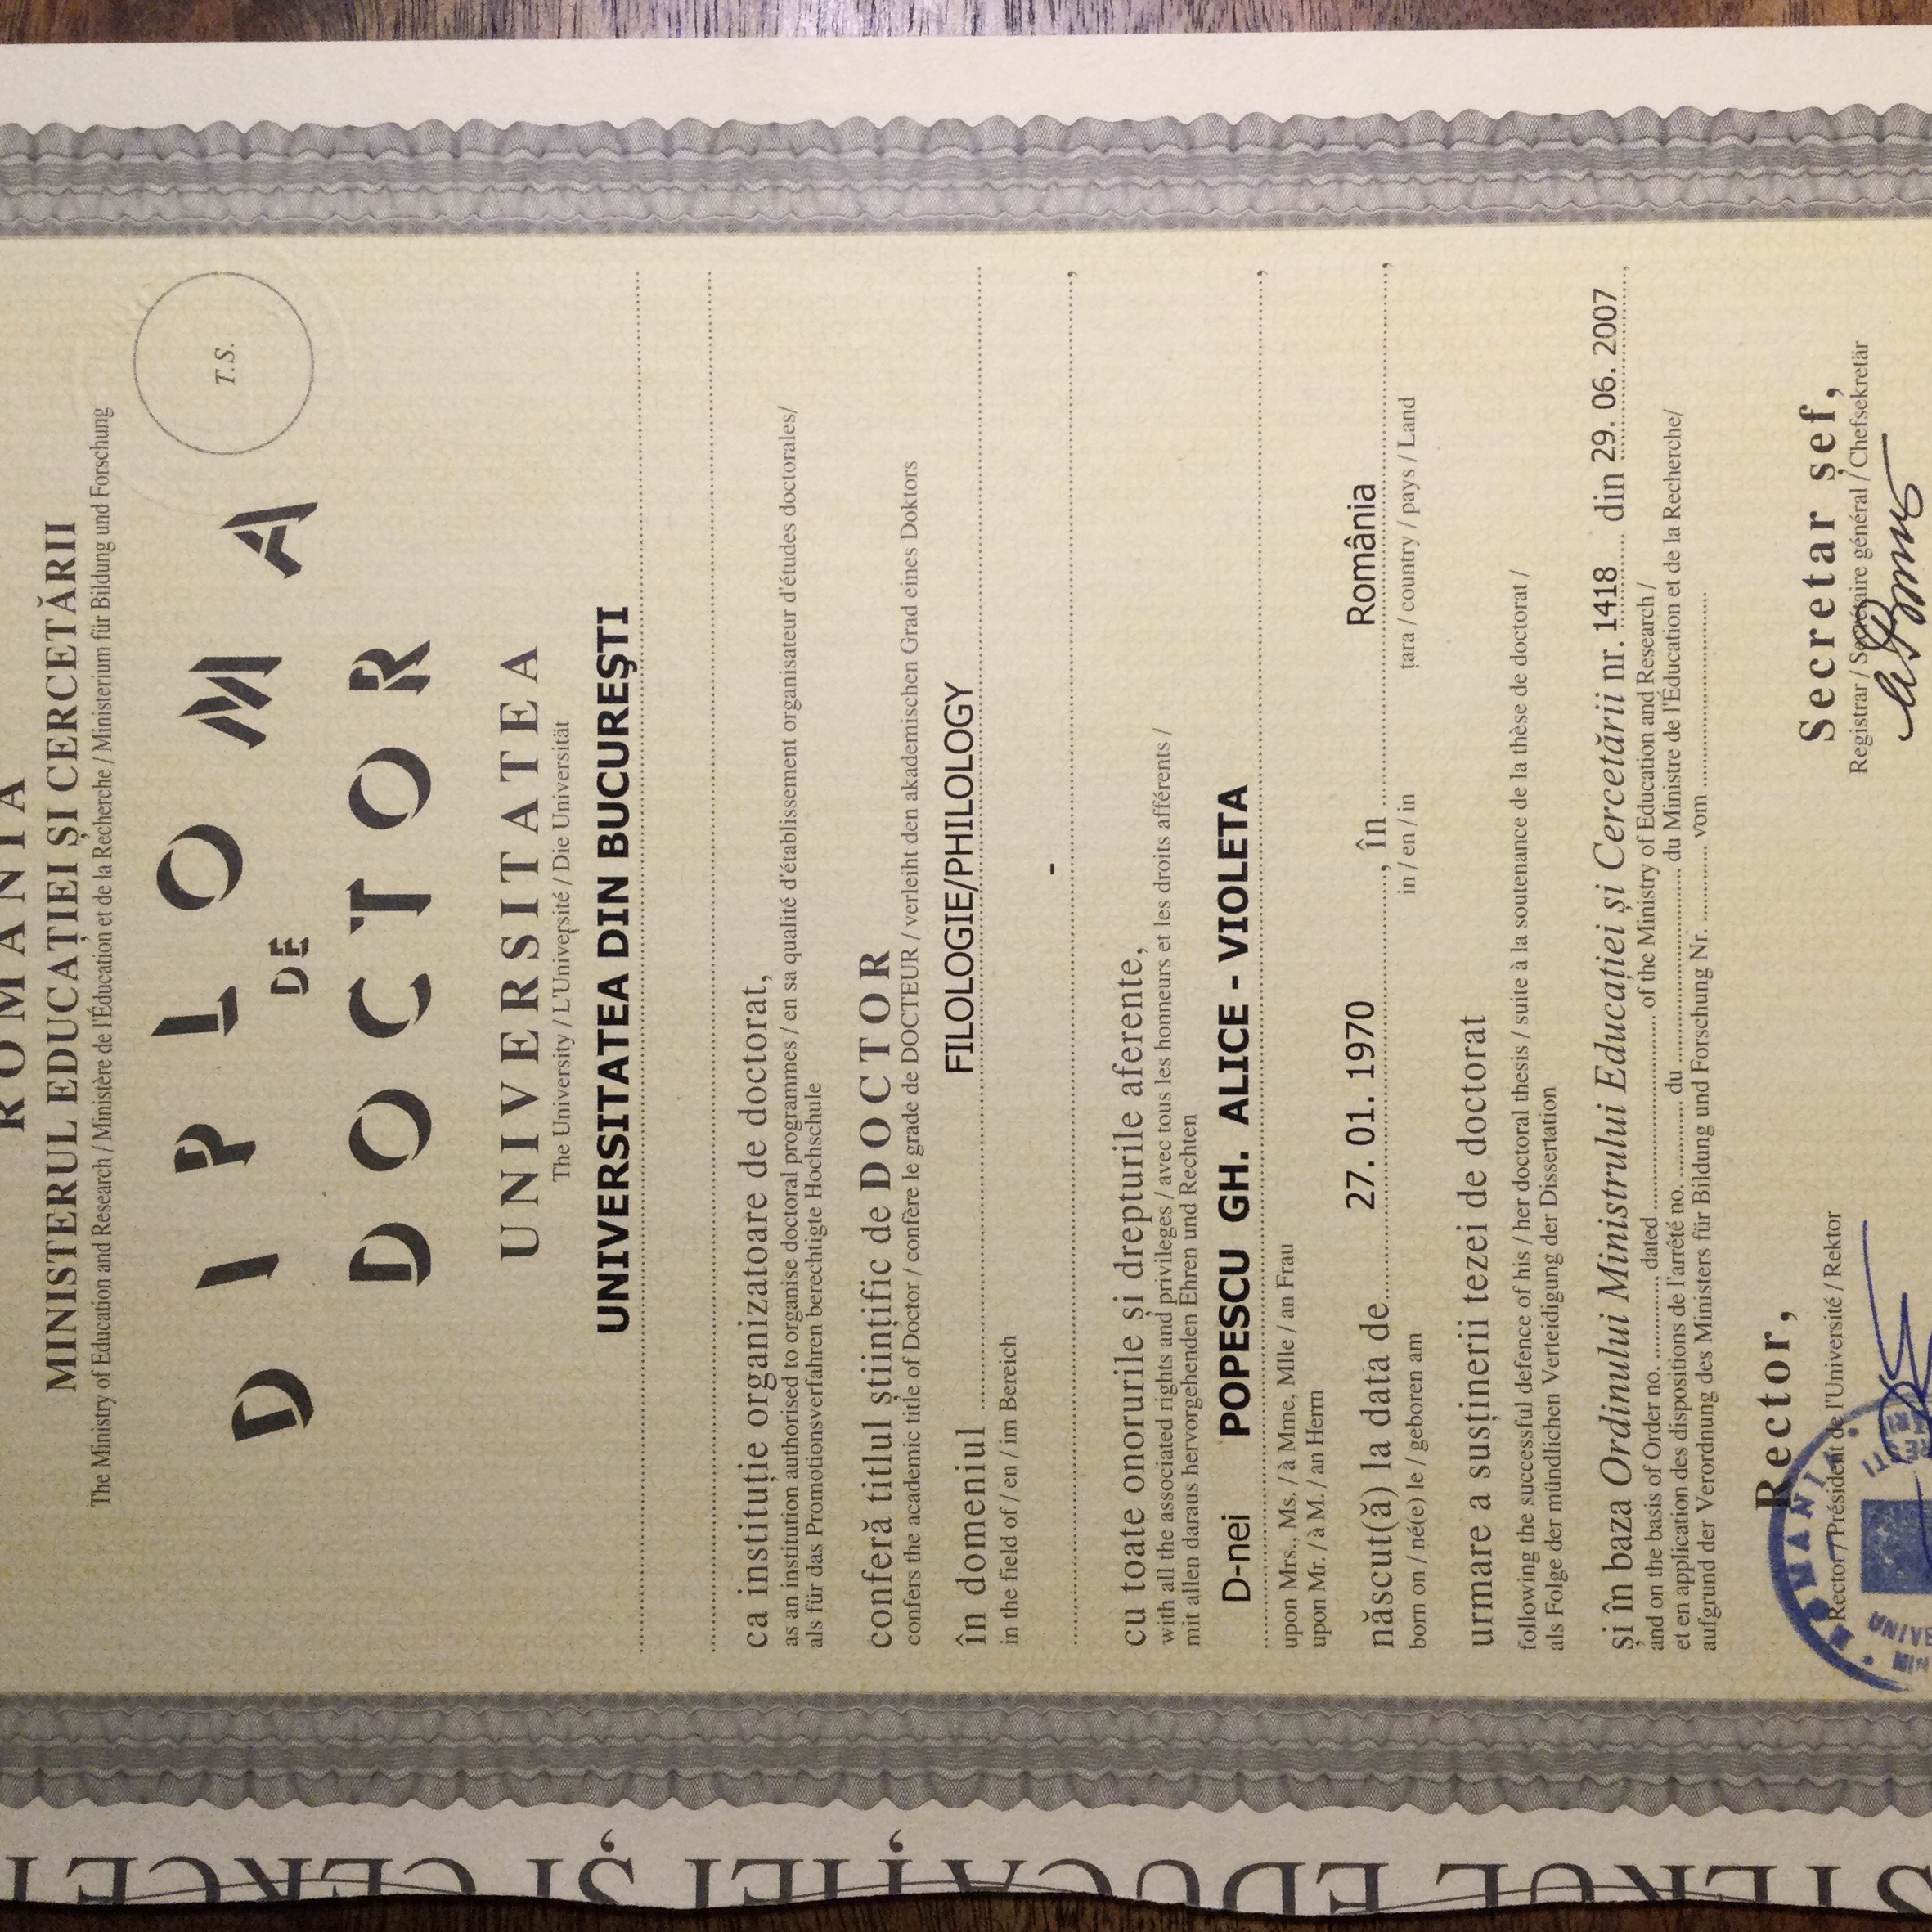 ROMÂNIA
MINISTERUL EDUCAȚIEI ȘI CERCETĂRII
The Ministry of Education and Research / Ministère de l'Éducation et de la Recherche / Ministerium für Bildung und Forschung
T.S.
DIPLOMA
DE
DOCTOR
UNIVERSITATEA
The University / L'Université / Die Universität
UNIVERSITATEA DIN BUCUREŞTI
ca instituție organizatoare de doctorat,
as an institution authorised to organise doctoral programmes / en sa qualité d'établissement organisateur d'études doctorales/
als für das Promotionsverfahren berechtigte Hochschule
conferă titlul științific de DOCTOR
confers the academic title of Doctor / confère le grade de DOCTEUR / verleiht den akademischen Grad eines Doktors
în domeniul FILOLOGIE/PHILOLOGY
in the field of / en / im Bereich
-,
cu toate onorurile și drepturile aferente,
with all the associated rights and privileges / avec tous les honneurs et les droits afférents /
mit allen daraus hervorgehenden Ehren und Rechten
D-nei POPESCU GH. ALICE - VIOLETA,
upon Mrs., Ms. / à Mme., Mlle / an Frau
upon Mr. / à M. / an Herrn
născut(ă) la data de 27. 01. 1970, în România,
born on / né(e) le / geboren am in / en / in țara / country / pays / Land
urmare a susținerii tezei de doctorat
following the successful defence of his / her doctoral thesis / suite à la soutenance de la thèse de doctorat /
als Folge der mündlichen Verteidigung der Dissertation
și în baza Ordinului Ministrului Educației și Cercetării nr. 1418 din 29. 06. 2007,
and on the basis of Order no. ............, dated ............ of the Ministry of Education and Research /
et en application des dispositions de l'arrêté no. ............ du ............ du Ministre de l'Éducation et de la Recherche/
aufgrund der Verordnung des Ministers für Bildung und Forschung Nr. ............ vom ............
Rector, Secretar șef,
Rector / Président de l'Université / Rektor Registrar / Secrétaire général / Chefsekretär
ROMANIA